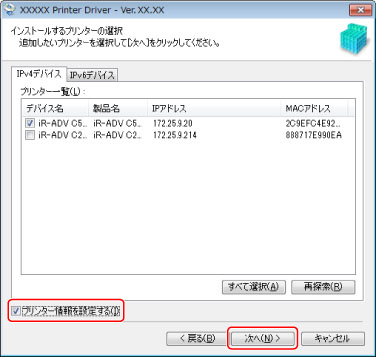 XXXXX Printer Driver - Ver. XX.XX
インストールするプリンターの選択
追加したいプリンターを選択して[次へ]をクリックしてください。
IPv4デバイス IPv6デバイス
プリンター一覧(L):
デバイス名 製品名 IPアドレス MACアドレス
iR-ADV C5... iR-ADV C5... 172.25.9.20 2C9EFC4E92...
iR-ADV C2... iR-ADV C2... 172.25.9.214 888717E990EA
すべて選択(A) 再探索(R)
プリンター情報を設定する(I)
< 戻る(B) 次へ(N) > キャンセル